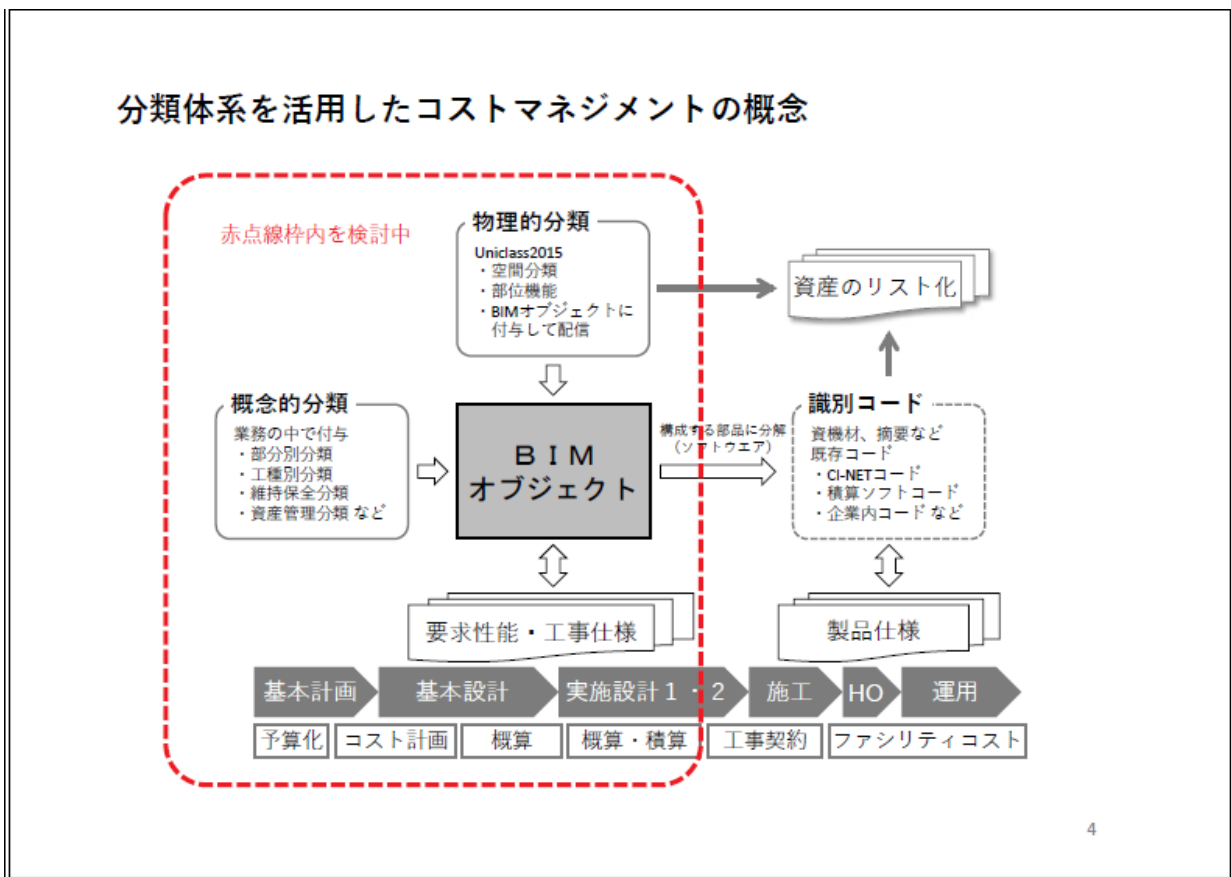 分類体系を活用したコストマネジメントの概念
赤点線枠内を検討中
物理的分類
Uniclass2015
・空間分類
・部位機能
・BIMオブジェクトに
付与して配信
資産のリスト化
概念的分類
業務の中で付与
・部分別分類
・工種別分類
・維持保全分類
・資産管理分類 など
ＢＩＭ
オブジェクト
構成する部品に分解
（ソフトウエア）
識別コード
資機材、摘要など
既存コード
・CI-NETコード
・積算ソフトコード
・企業内コード など
要求性能・工事仕様
製品仕様
基本計画
基本設計
実施設計１・２
施工
HO
運用
予算化
コスト計画
概算
概算・積算
工事契約
ファシリティコスト
4